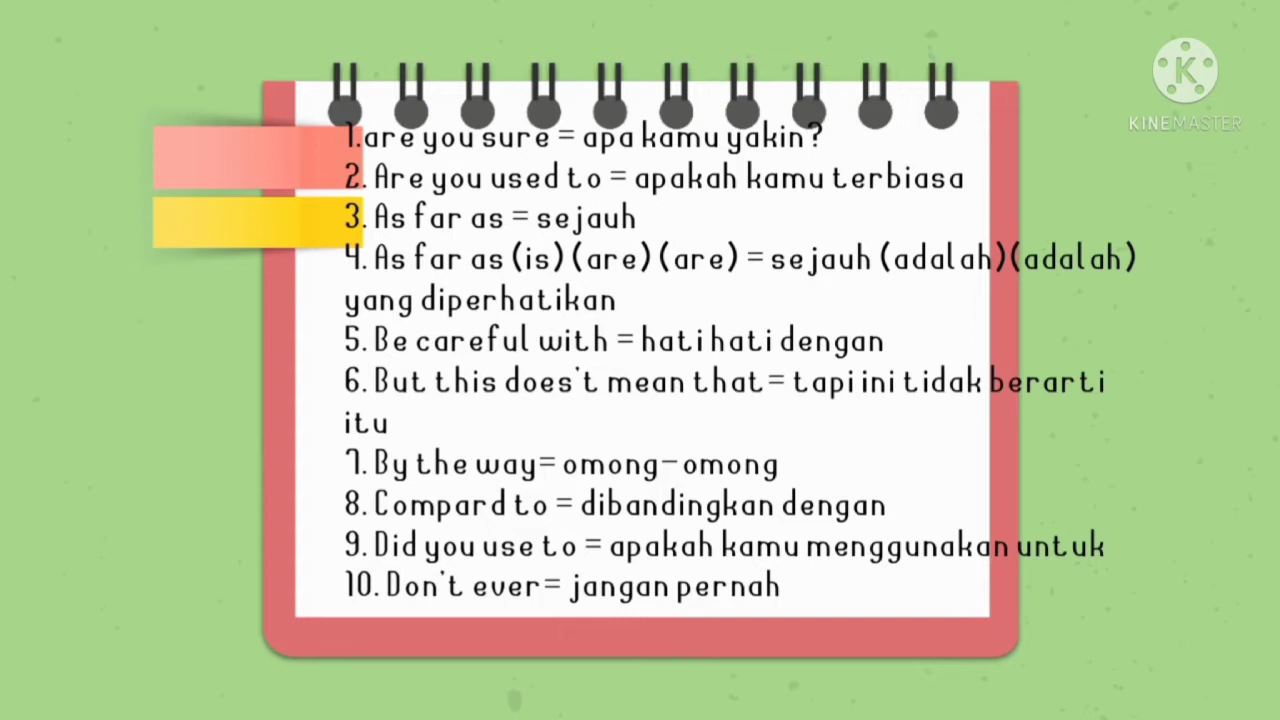 KINEMASTER
1.are you sure = apa kamu yakin?
2. Are you used to = apakah kamu terbiasa
3. As far as = sejauh
4. As far as (is)(are)(are) = sejauh (adalah)(adalah)
yang diperhatikan
5. Be careful with = hati hati dengan
6. But this does't mean that= tapi ini tidak berarti
itu
7. By the way= omong-omong
8. Compard to = dibandingkan dengan
9. Did you use to = apakah kamu menggunakan untuk
10. Don't ever= jangan pernah